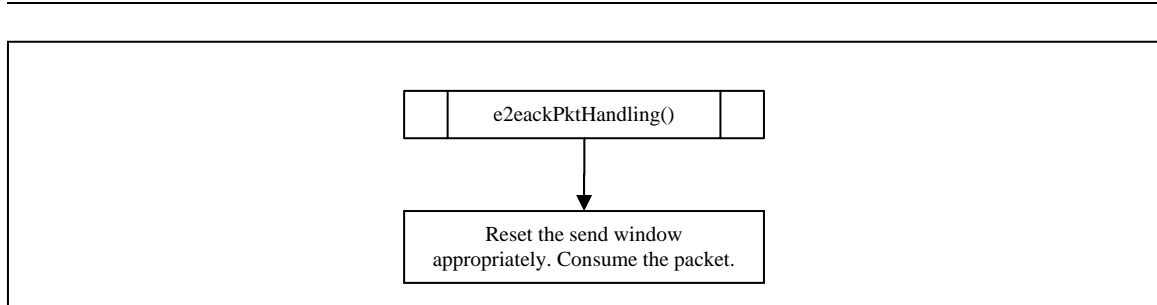 e2eackPktHandling()
Reset the send window
appropriately. Consume the packet.